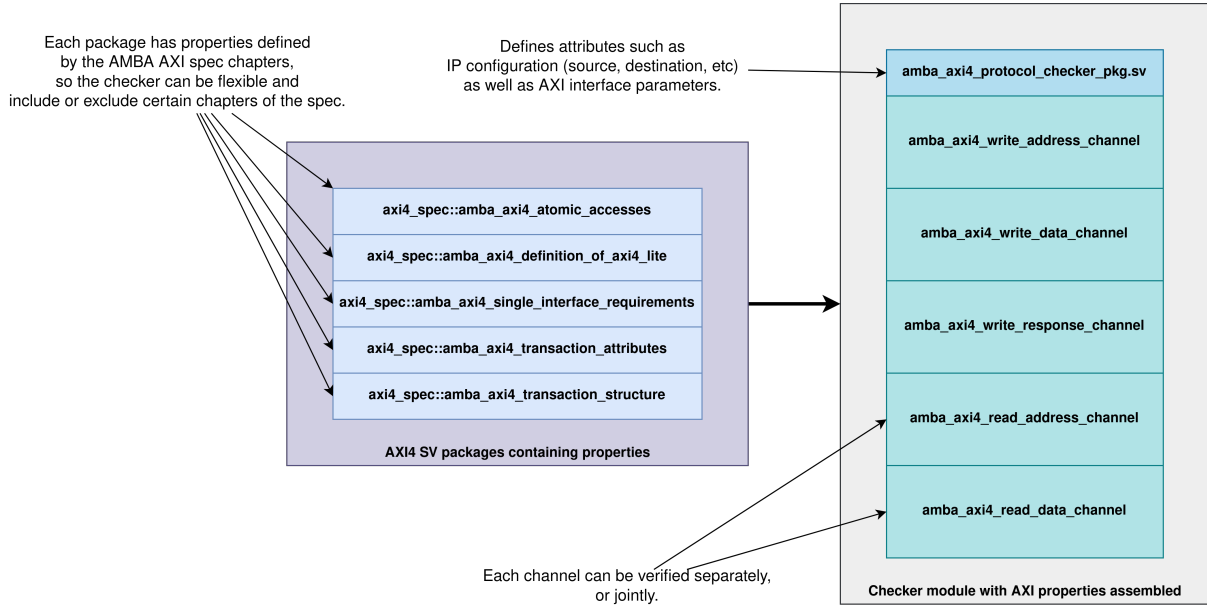 Each package has properties defined
by the AMBA AXI spec chapters,
so the checker can be flexible and
include or exclude certain chapters of the spec.
Defines attributes such as
IP configuration (source, destination, etc)
as well as AXI interface parameters.
axi4_spec::amba_axi4_atomic_accesses
axi4_spec::amba_axi4_definition_of_axi4_lite
axi4_spec::amba_axi4_single_interface_requirements
axi4_spec::amba_axi4_transaction_attributes
axi4_spec::amba_axi4_transaction_structure
AXI4 SV packages containing properties
amba_axi4_protocol_checker_pkg.sv
amba_axi4_write_address_channel
amba_axi4_write_data_channel
amba_axi4_write_response_channel
amba_axi4_read_address_channel
amba_axi4_read_data_channel
Checker module with AXI properties assembled
Each channel can be verified separately,
or jointly.